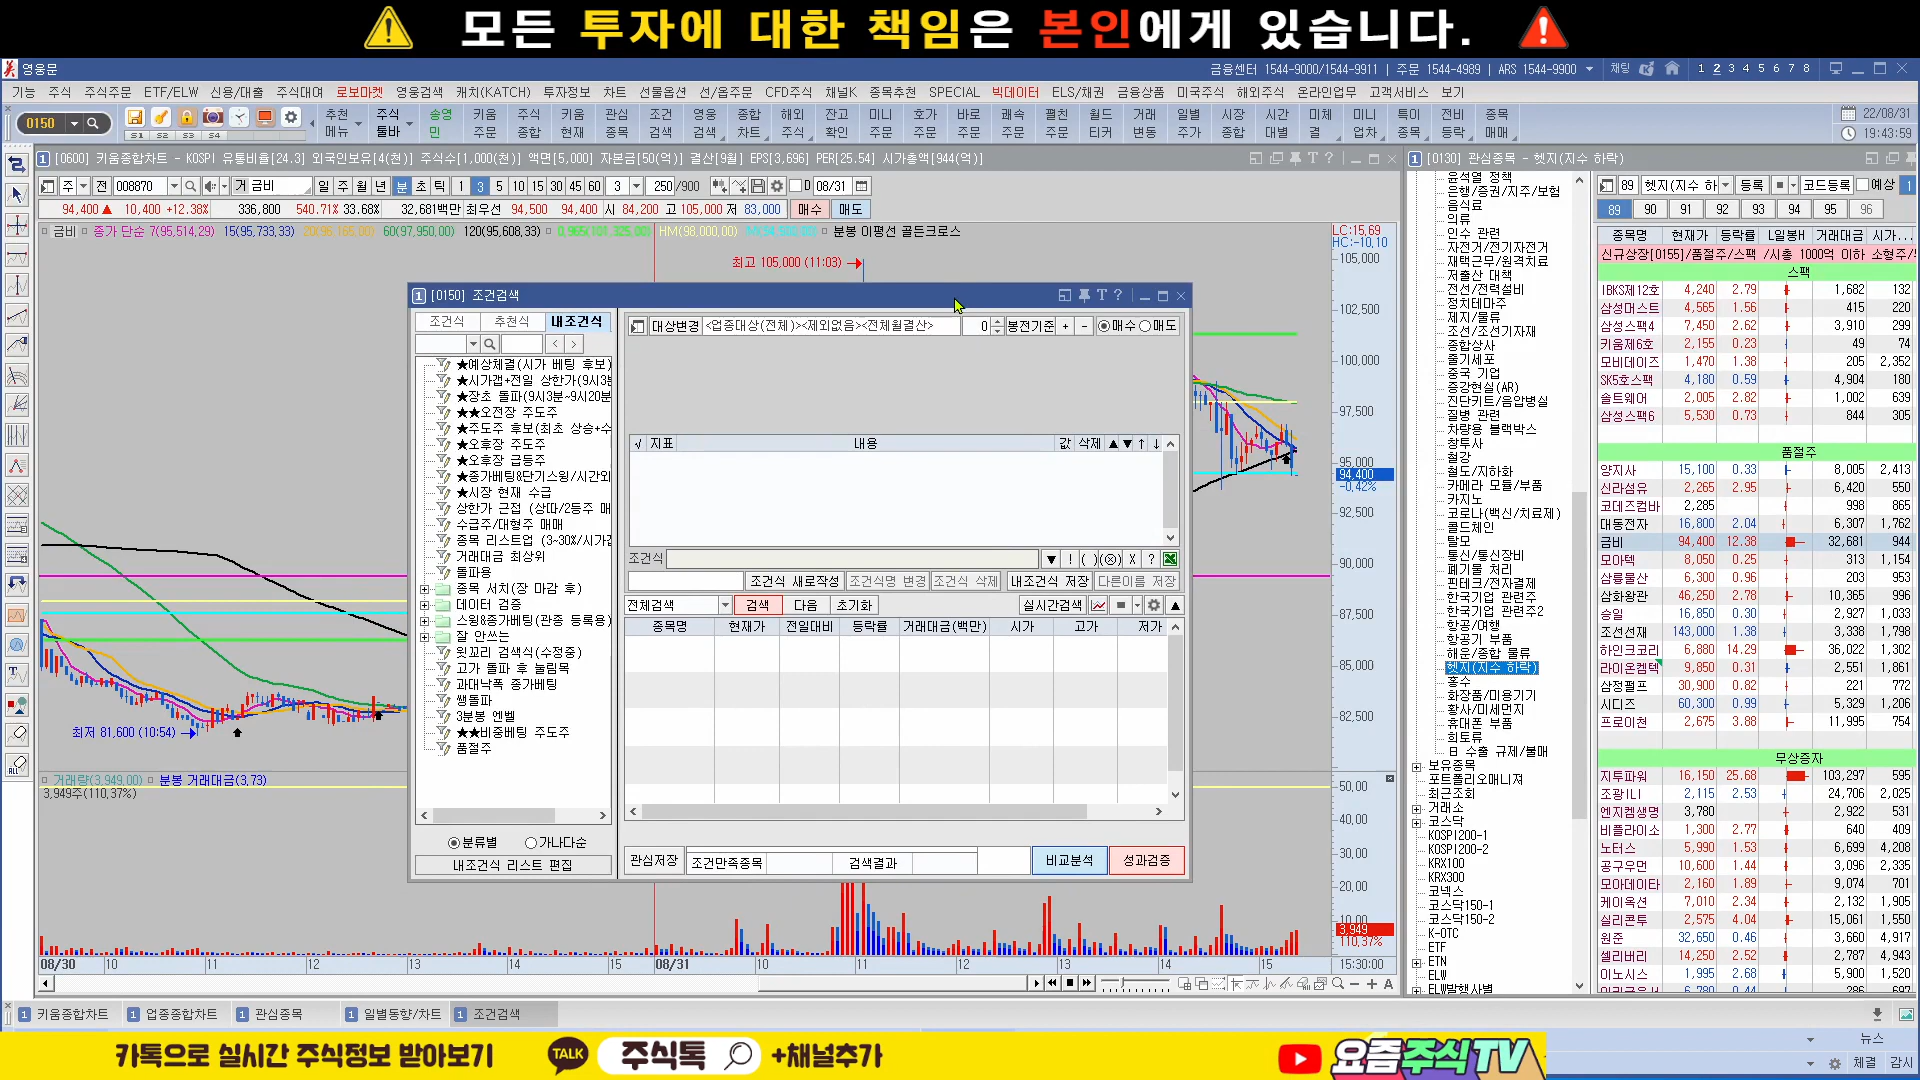 모든 투자에 대한 책임은 본인에게 있습니다.
영웅문
금융센터 1544-9000/1544-9911 | 주문 1544-4989 | ARS 1544-9900 채팅 1 2 3 4 5 6 7 8
기능 주식 주식주문 ETF/ELW 신용/대출 주식대여 로보마켓 영웅검색 캐치(KATCH) 투자정보 차트 선물옵션 선/옵주문 CFD주식 채널K 종목추천 SPECIAL 빅데이터 ELS/채권 금융상품 미국주식 해외주식 온라인업무 고객서비스 보기
0150 S1 S2 S3 S4
추천 메뉴 주식 툴바 송영 민 키움 주문 주식 종합 키움 현재 관심 종목 조건 검색 영웅 검색 종합 차트 해외 주식 잔고 확인 미니 주문 호가 주문 바로 주문 쾌속 주문 펼친 주문 월드 티커 거래 변동 일별 주가 시장 종합 시간 대별 미체 결 미니 업차 특이 종목 전비 등락 종목 매매
22/08/31
19:43:59
1 [0600] 키움종합차트 - KOSPI 유통비율[24.3] 외국인보유[4(천)] 주식수[1,000(천)] 액면[5,000] 자본금[50(억)] 결산[9월] EPS[3,696] PER[25.54] 시가총액[944(억)]
주 전 008870 거 금비 일 주 월 년 분 초 틱 1 3 5 10 15 30 45 60 3 250 /900 D 08/31
94,400 ▲ 10,400 +12.38% 336,800 540.71% 33.68% 32,681백만 최우선 94,500 94,400 시 84,200 고 105,000 저 83,000 매수 매도
금비 종가 단순 7(95,514.29) 15(95,733.33) 20(96,165.00) 60(97,950.00) 120(95,608.33) 0.965(101,325.00) HM(98,000.00) 분봉 이평선 골든크로스
LC:15.69
HC:-10.10
최고 105,000 (11:03)
105,000
102,500
100,000
97,500
95,000
94,400
-0.42%
92,500
90,000
87,500
85,000
82,500
최저 81,600 (10:54)
거래량(3,949.00) 분봉 거래대금(3.73)
3,949주(110.37%)
50.00
40.00
30.00
20.00
10.00
3,949
110.37%
08/30 10 11 12 13 14 15 08/31 10 11 12 13 14 15 15:30:00
1 [0150] 조건검색
조건식 추천식 내조건식
★예상체결(시가 베팅 후보)
★시가갭+전일 상한가(9시3분
★장초 돌파(9시3분~9시20분
★★오전장 주도주
★주도주 후보(최초 상승+수
★오후장 주도주
★오후장 급등주
★종가베팅&단기스윙/시간외
★시장 현재 수급
상한가 근접 (상따/2등주 매
수급주/대형주 매매
종목 리스트업 (3~30%/시가갭
거래대금 최상위
돌파용
종목 서치(장 마감 후)
데이터 검증
스윙&종가베팅(관종 등록용)
잘 안쓰는
윗꼬리 검색식(수정중)
고가 돌파 후 눌림목
과대낙폭 종가베팅
쌩돌파
3분봉 엔벨
★★비중베팅 주도주
품절주
분류별 가나다순
내조건식 리스트 편집
대상변경 <업종대상(전체)><제외없음><전체월결산> 0 봉전기준 + - 매수 매도
√ 지표 내용 값 삭제 ▲ ▼ ↑ ↓
조건식 ▼ ! ( ) (X) X ?
조건식 새로작성 조건식명 변경 조건식 삭제 내조건식 저장 다른이름 저장
전체검색 검색 다음 초기화 실시간검색
종목명 현재가 전일대비 등락률 거래대금(백만) 시가 고가 저가
관심저장 조건만족종목 검색결과 비교분석 성과검증
1 [0130] 관심종목 - 헷지(지수 하락)
윤석열 정책
은행/증권/지주/보험
음식료
의류
인수 관련
자전거/전기자전거
재택근무/원격치료
저출산 대책
전선/전력설비
정치테마주
제지/물류
조선/조선기자재
종합상사
줄기세포
중국 기업
증강현실(AR)
진단키트/음압병실
질병 관련
차량용 블랙박스
창투사
철강
철도/지하화
카메라 모듈/부품
카지노
코로나(백신/치료제)
콜드체인
탈모
통신/통신장비
폐기물 처리
핀테크/전자결제
한국기업 관련주
한국기업 관련주2
항공/여행
항공기 부품
해운/종합 물류
헷지(지수 하락)
홍수
화장품/미용기기
황사/미세먼지
휴대폰 부품
희토류
日 수출 규제/불매
보유종목
포트폴리오매니져
최근조회
거래소
코스닥
KOSPI200-1
KOSPI200-2
KRX100
KRX300
코넥스
코스닥150-1
코스닥150-2
K-OTC
ETF
ETN
ELW
ELW발행사별
89 헷지(지수 하 등록 코드등록 예상 1
89 90 91 92 93 94 95 96
종목명 현재가 등락률 L일봉H 거래대금 시가...
신규상장[0155]/품절주/스팩 /시총 1000억 이하 소형주/
스팩
IBKS제12호 4,240 2.79 1,682 132
삼성머스트 4,565 1.56 415 220
삼성스팩4 7,450 2.62 3,910 299
키움제6호 2,155 0.23 49 74
모비데이즈 1,470 1.38 205 2,352
SK5호스팩 4,180 0.59 4,904 180
솔트웨어 2,005 2.82 1,002 639
삼성스팩6 5,530 0.73 844 305
품절주
양지사 15,100 0.33 8,005 2,413
신라섬유 2,265 2.95 6,420 550
코데즈컴바 2,285 998 865
대동전자 16,800 2.04 6,307 1,762
금비 94,400 12.38 32,681 944
모아텍 8,050 0.25 313 1,154
삼륭물산 6,300 0.96 203 953
삼화왕관 46,250 2.78 10,365 996
승일 16,850 0.30 2,927 1,033
조선선재 143,000 1.38 3,338 1,798
하인크코리 6,880 14.29 36,022 1,302
라이온켐텍 9,850 0.31 2,551 1,861
삼정펄프 30,900 0.82 221 772
시디즈 60,300 0.99 5,329 1,206
프로이천 2,675 3.88 11,995 754
무상증자
지투파워 16,150 25.68 103,297 595
조광ILI 2,115 2.53 24,706 2,025
엔지켐생명 3,780 2,922 531
비플라이소 1,300 2.77 640 409
노터스 5,990 1.53 6,699 4,208
공구우먼 10,600 1.44 3,096 2,335
모아데이타 2,160 1.89 9,074 701
케이옥션 7,010 2.34 2,132 1,905
실리콘투 2,575 4.04 15,061 1,550
원준 32,650 0.46 3,660 4,917
셀리버리 14,250 2.52 2,787 4,943
이노시스 1,995 2.68 5,900 1,520
1 키움종합차트 1 업종종합차트 1 관심종목 1 일별동향/차트 1 조건검색
뉴스
체결 감시
카톡으로 실시간 주식정보 받아보기 TALK 주식톡 +채널추가 요즘주식TV